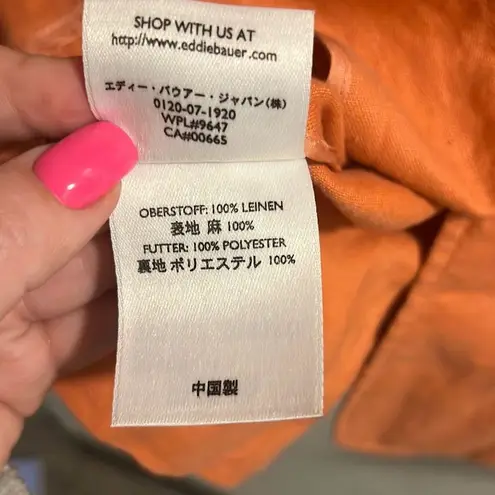 SHOP WITH US AT
http://www.eddiebauer.com
エディー・バウアー・ジャパン(株)
0120-07-1920
WPL#9647
CA#00665
OBERSTOFF: 100% LEINEN
表地 麻 100%
FUTTER: 100% POLYESTER
裏地 ポリエステル 100%
中国製